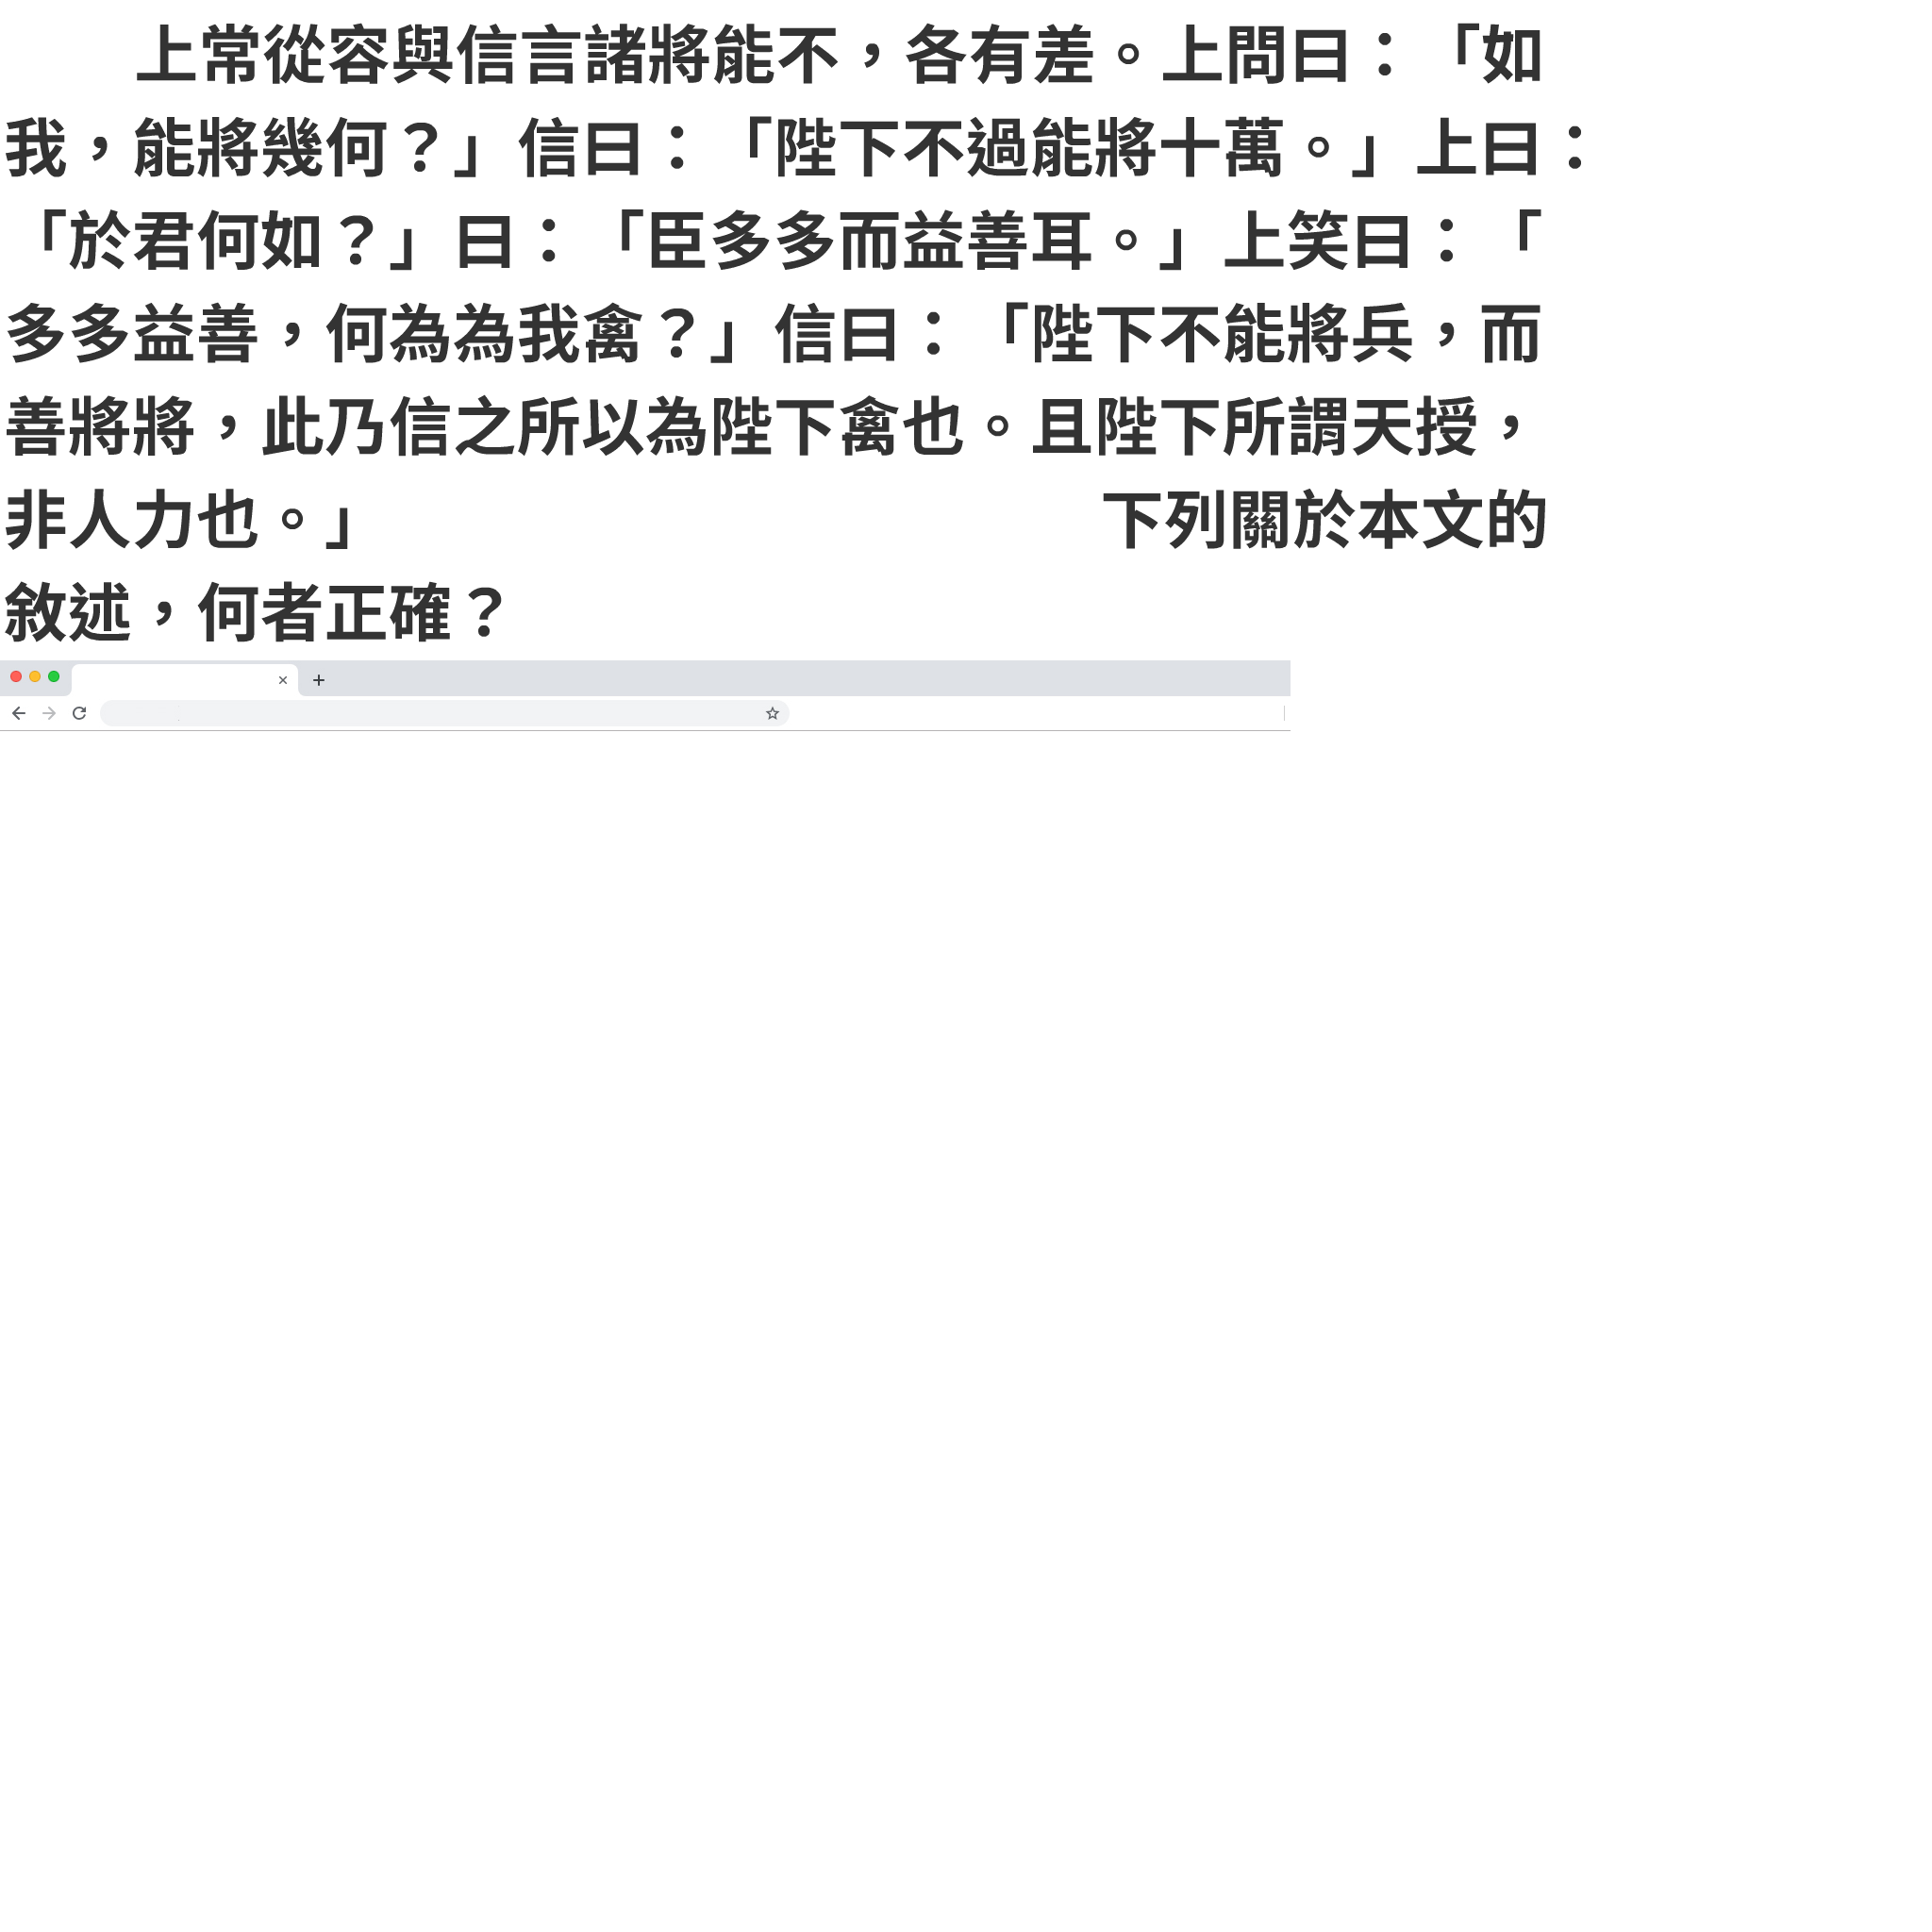 上常從容與信言諸將能不，各有差。上問曰：「如
我，能將幾何？」信曰：「陛下不過能將十萬。」上曰：
「於君何如？」曰：「臣多多而益善耳。」上笑曰：「
多多益善，何為為我禽？」信曰：「陛下不能將兵，而
善將將，此乃信之所以為陛下禽也。且陛下所謂天授，
非人力也。」 下列關於本文的
敘述，何者正確？